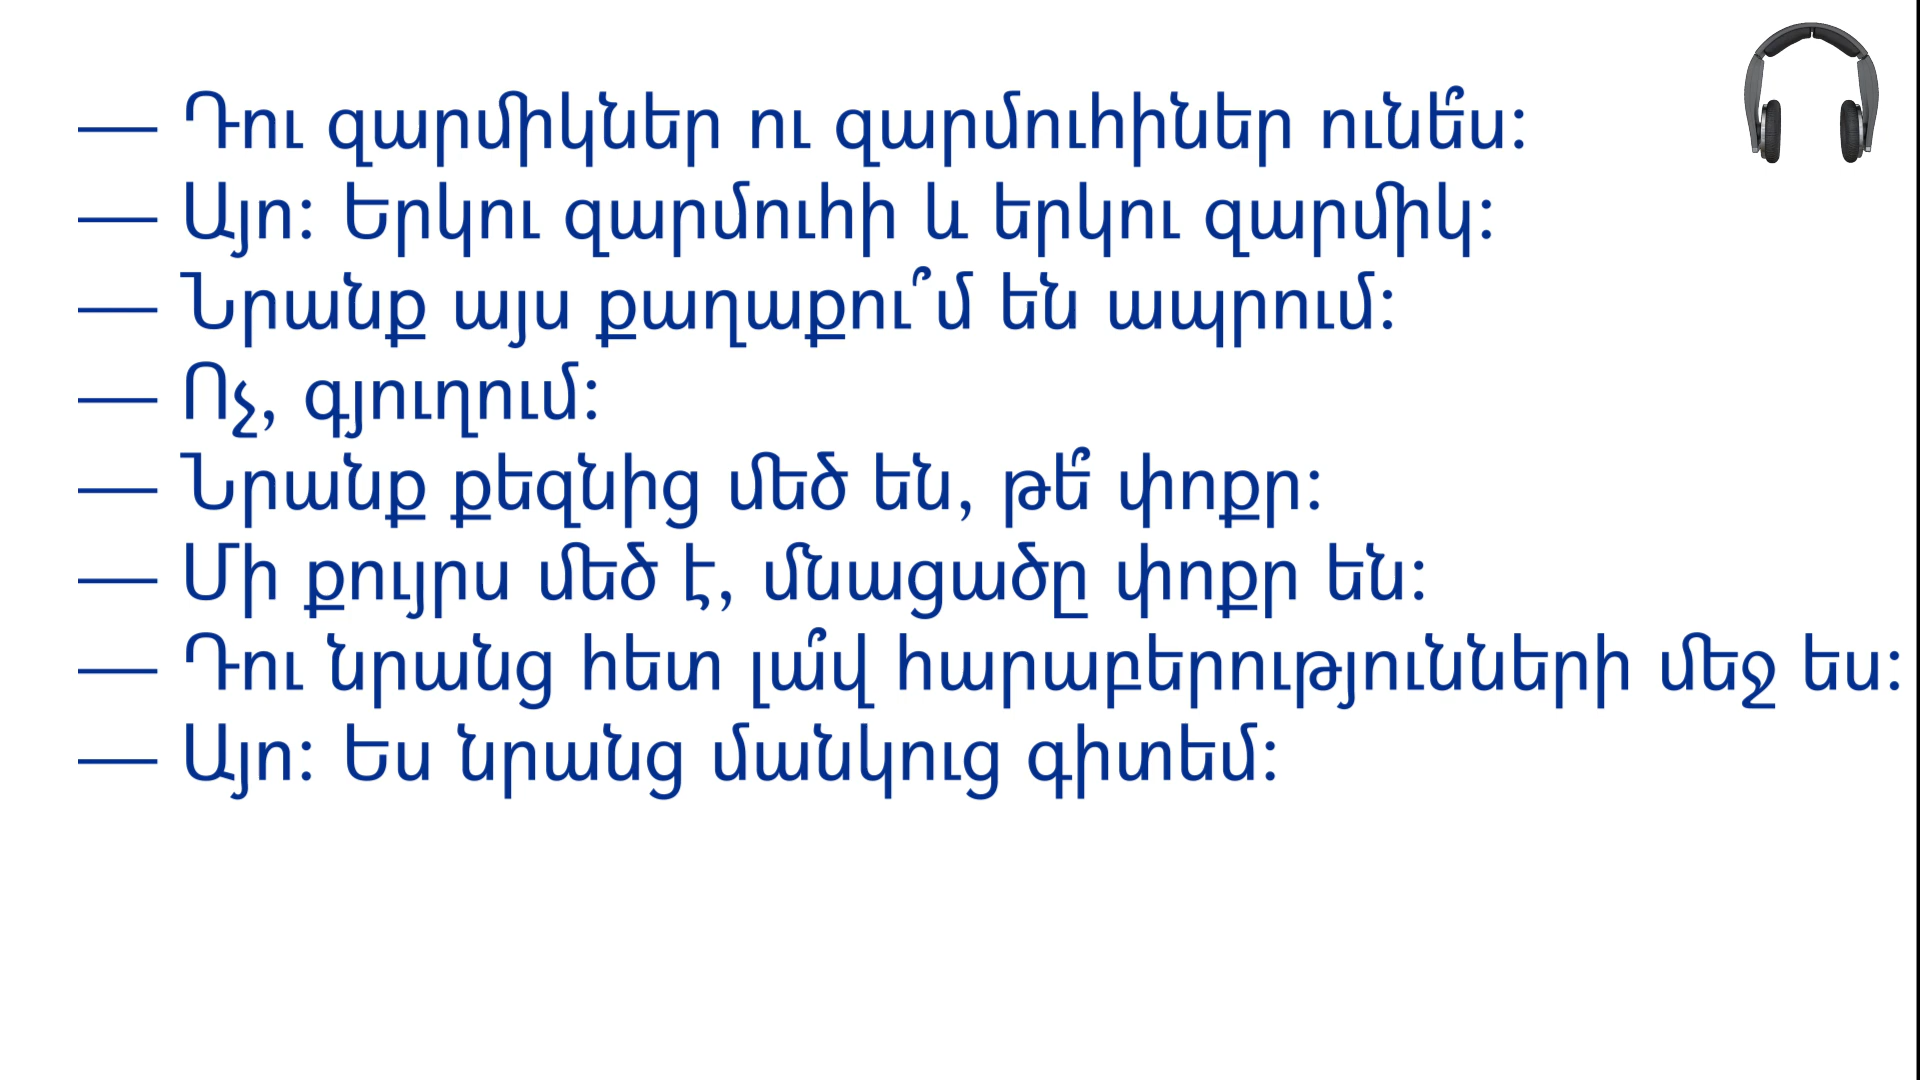 — Դու զարմիկներ ու զարմուհիներ ունե՞ս:
— Այո: Երկու զարմուհի և երկու զարմիկ:
— Նրանք այս քաղաքու՞մ են ապրում:
— Ոչ, գյուղում:
— Նրանք քեզնից մեծ են, թե՞ փոքր:
— Մի քույրս մեծ է, մնացածը փոքր են:
— Դու նրանց հետ լա՞վ հարաբերությունների մեջ ես:
— Այո: Ես նրանց մանկուց գիտեմ: